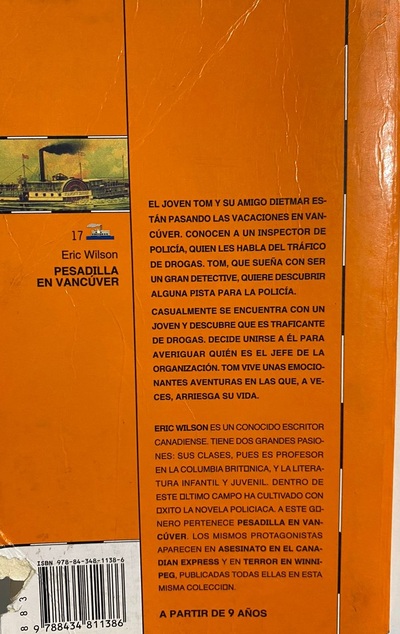 17
Eric Wilson
PESADILLA
EN VANCÚVER
EL JOVEN TOM Y SU AMIGO DIETMAR ES-
TÁN PASANDO LAS VACACIONES EN VAN-
CÚVER. CONOCEN A UN INSPECTOR DE
POLICÍA, QUIEN LES HABLA DEL TRÁFICO
DE DROGAS. TOM, QUE SUEÑA CON SER
UN GRAN DETECTIVE, QUIERE DESCUBRIR
ALGUNA PISTA PARA LA POLICÍA.
CASUALMENTE SE ENCUENTRA CON UN
JOVEN Y DESCUBRE QUE ES TRAFICANTE
DE DROGAS. DECIDE UNIRSE A ÉL PARA
AVERIGUAR QUIÉN ES EL JEFE DE LA
ORGANIZACIÓN. TOM VIVE UNAS EMOCIO-
NANTES AVENTURAS EN LAS QUE, A VE-
CES, ARRIESGA SU VIDA.
ERIC WILSON ES UN CONOCIDO ESCRITOR
CANADIENSE. TIENE DOS GRANDES PASIO-
NES: SUS CLASES, PUES ES PROFESOR
EN LA COLUMBIA BRIT▯NICA, Y LA LITERA-
TURA INFANTIL Y JUVENIL. DENTRO DE
ESTE ▯LTIMO CAMPO HA CULTIVADO CON
▯XITO LA NOVELA POLICIACA. A ESTE G▯-
NERO PERTENECE PESADILLA EN VAN-
CÚVER. LOS MISMOS PROTAGONISTAS
APARECEN EN ASESINATO EN EL CANA-
DIAN EXPRESS Y EN TERROR EN WINNI-
PEG, PUBLICADAS TODAS ELLAS EN ESTA
MISMA COLECCI▯N.
A PARTIR DE 9 AÑOS
ISBN 978-84-348-1138-6
9 788434 811386
883